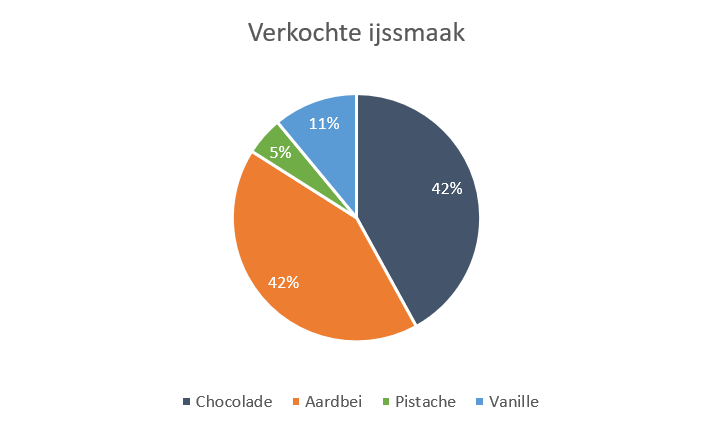 Verkochte ijssmaak
11%
5%
42%
42%
Chocolade Aardbei Pistache Vanille